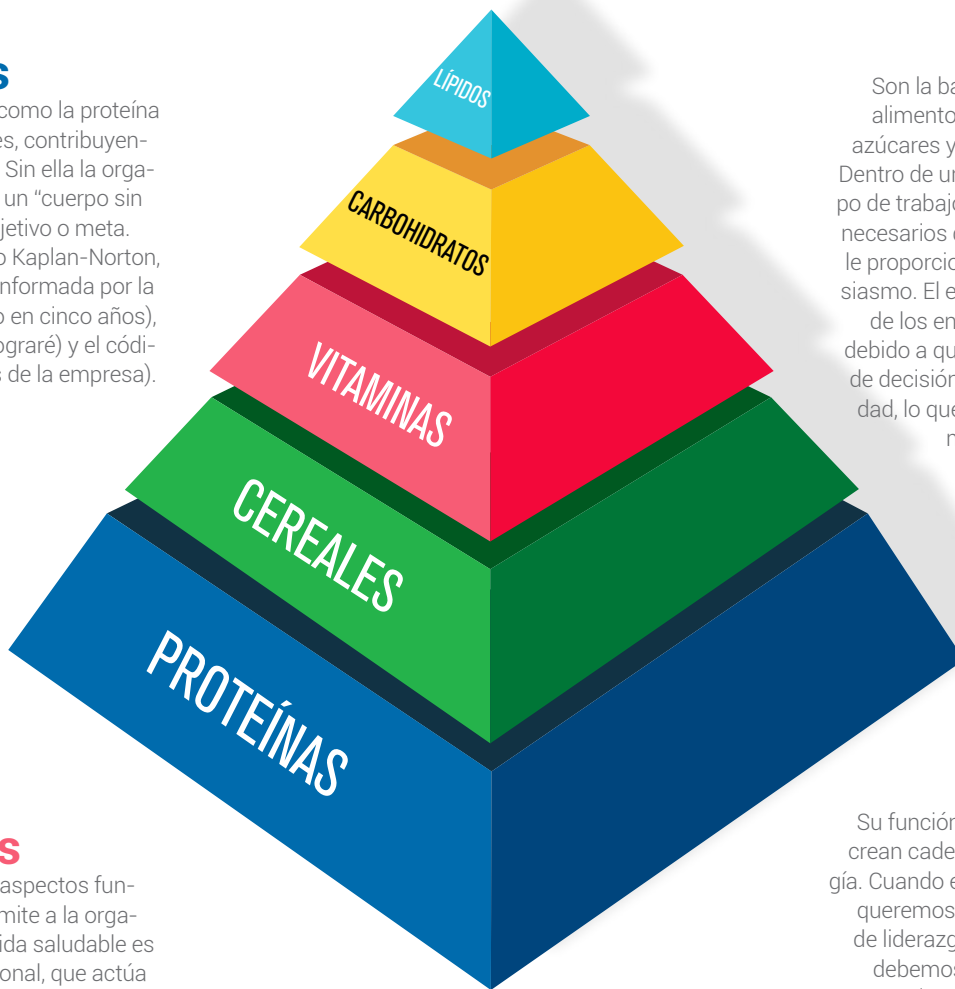 s
como la proteína
es, contribuyen-
Sin ella la orga-
un “cuerpo sin
jetivo o meta.
o Kaplan-Norton,
nformada por la
o en cinco años),
ograré) y el códi-
s de la empresa).
LÍPIDOS
CARBOHIDRATOS
VITAMINAS
CEREALES
PROTEÍNAS
Son la ba
alimento
azúcares y
Dentro de un
po de trabajo
necesarios
le proporcio
siasmo. El e
de los en
debido a qu
de decisión
dad, lo que
s
aspectos fun-
mite a la orga-
ida saludable es
onal, que actúa
Su función
crean cade
gía. Cuando e
queremos
de liderazg
debemos